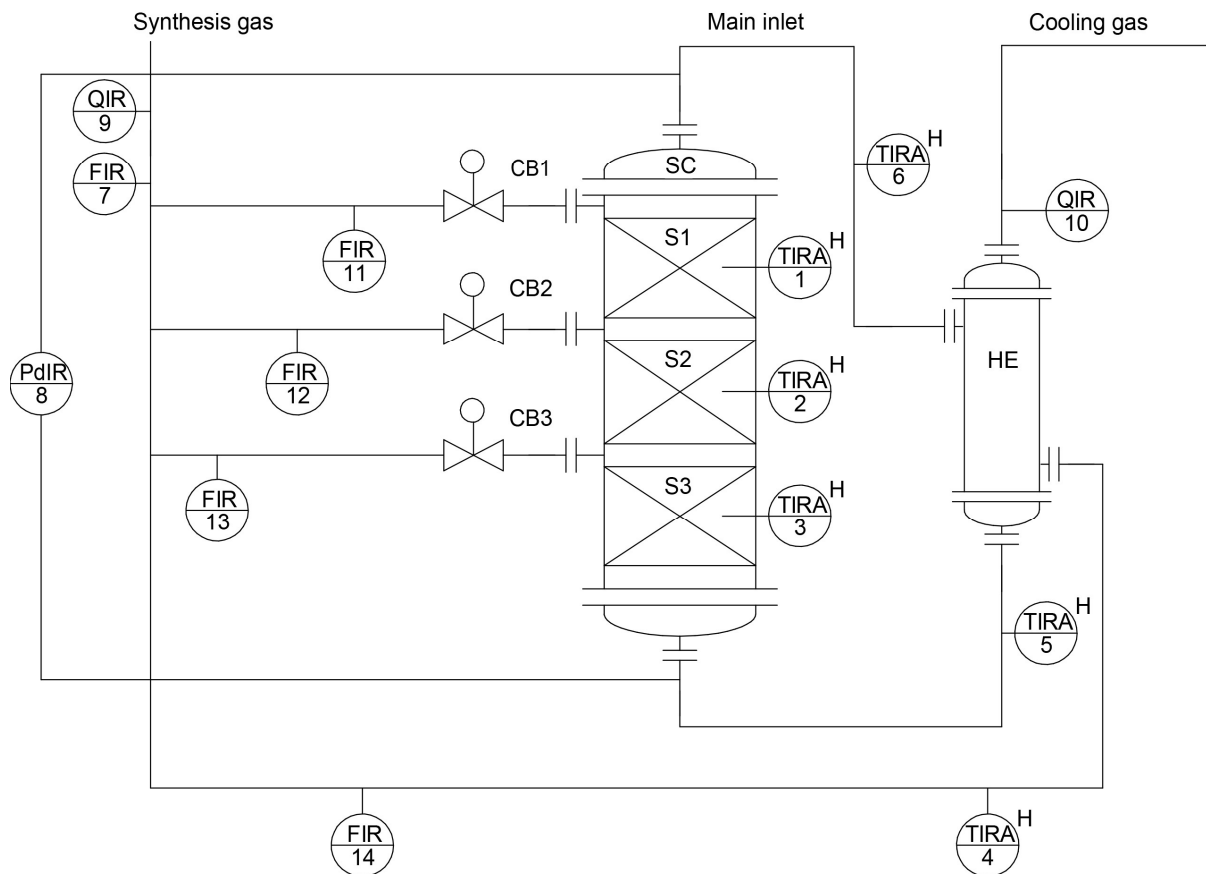 Synthesis gas
Main inlet
Cooling gas
QIR
9
FIR
7
CB1
SC
TIRA H
6
QIR
10
FIR
11
S1
TIRA H
1
CB2
HE
PdIR
8
FIR
12
S2
TIRA H
2
CB3
FIR
13
S3
TIRA H
3
TIRA H
5
FIR
14
TIRA H
4